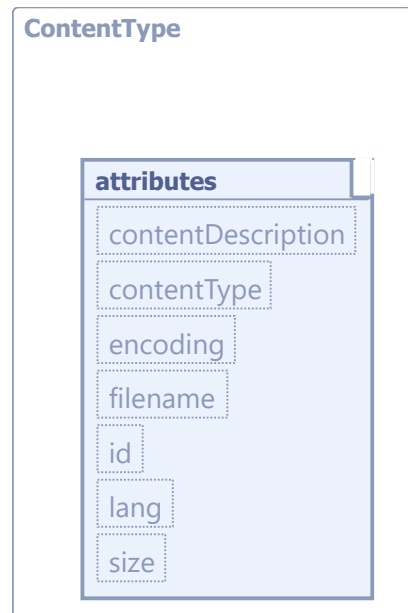 ContentType
attributes
contentDescription
contentType
encoding
filename
id
lang
size